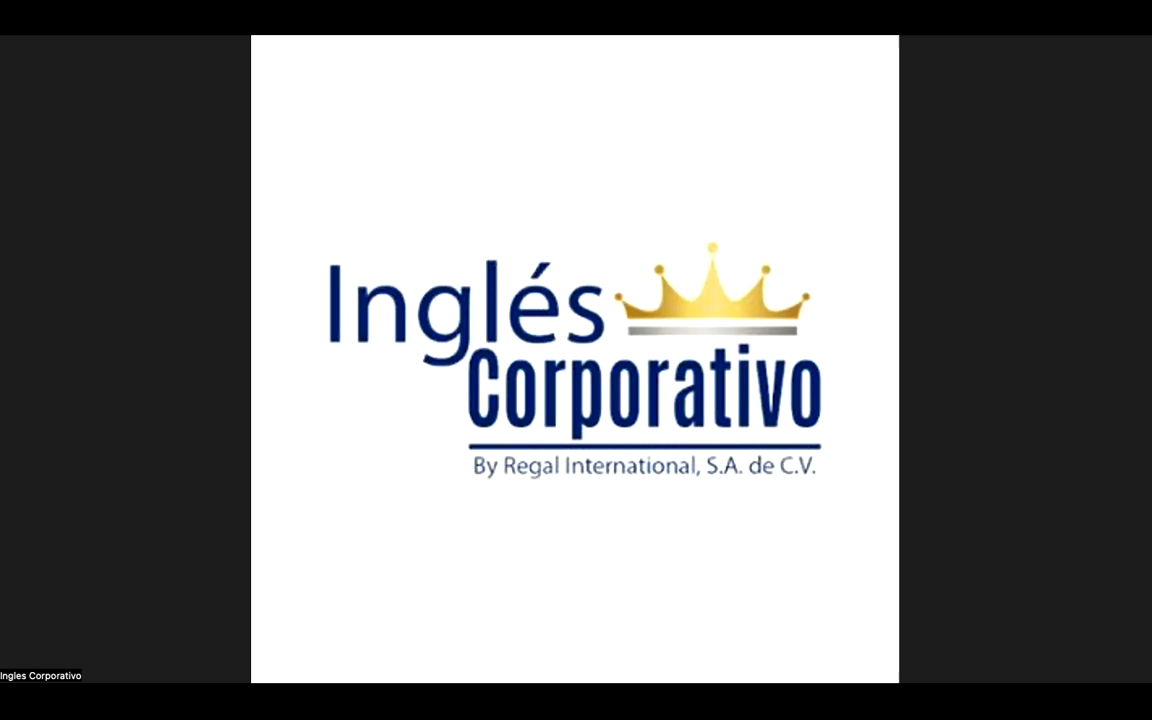 Inglés
Corporativo
By Regal International, S.A. de C.V.
Ingles Corporativo